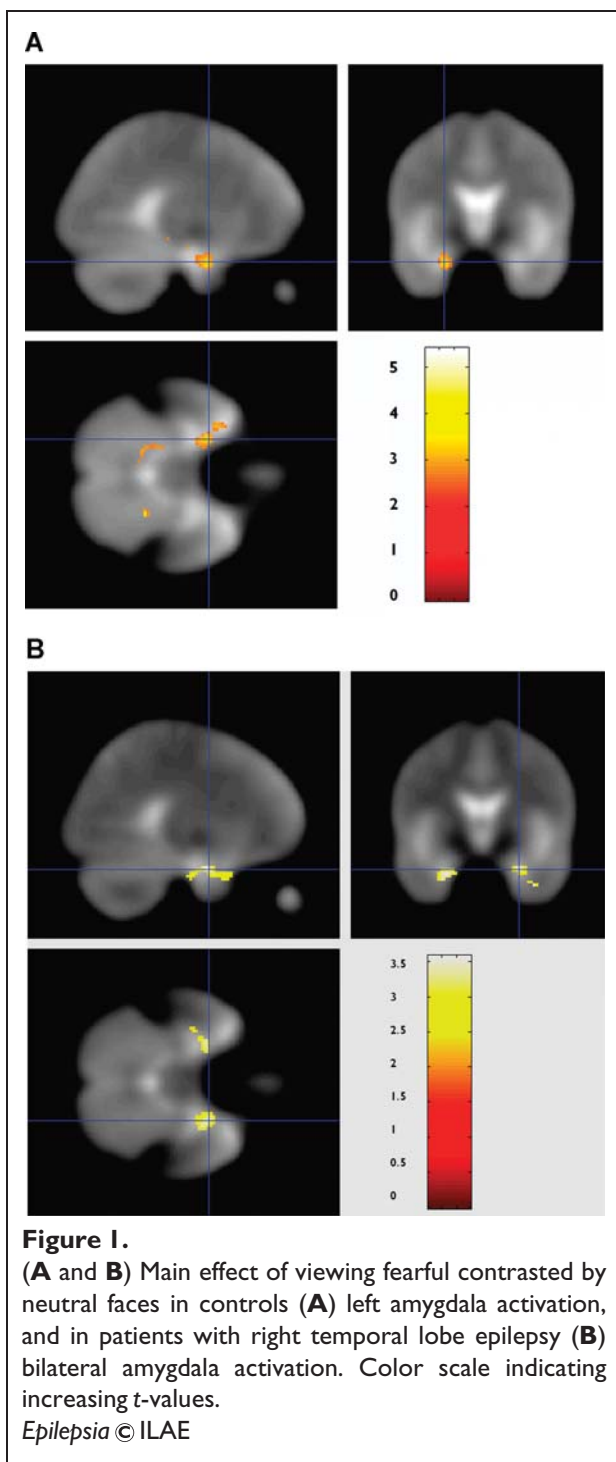 A
5
4
3
2
1
0
B
3.5
3
2.5
2
1.5
1
0.5
0
Figure 1.
(A and B) Main effect of viewing fearful contrasted by
neutral faces in controls (A) left amygdala activation,
and in patients with right temporal lobe epilepsy (B)
bilateral amygdala activation. Color scale indicating
increasing t-values.
Epilepsia © ILAE